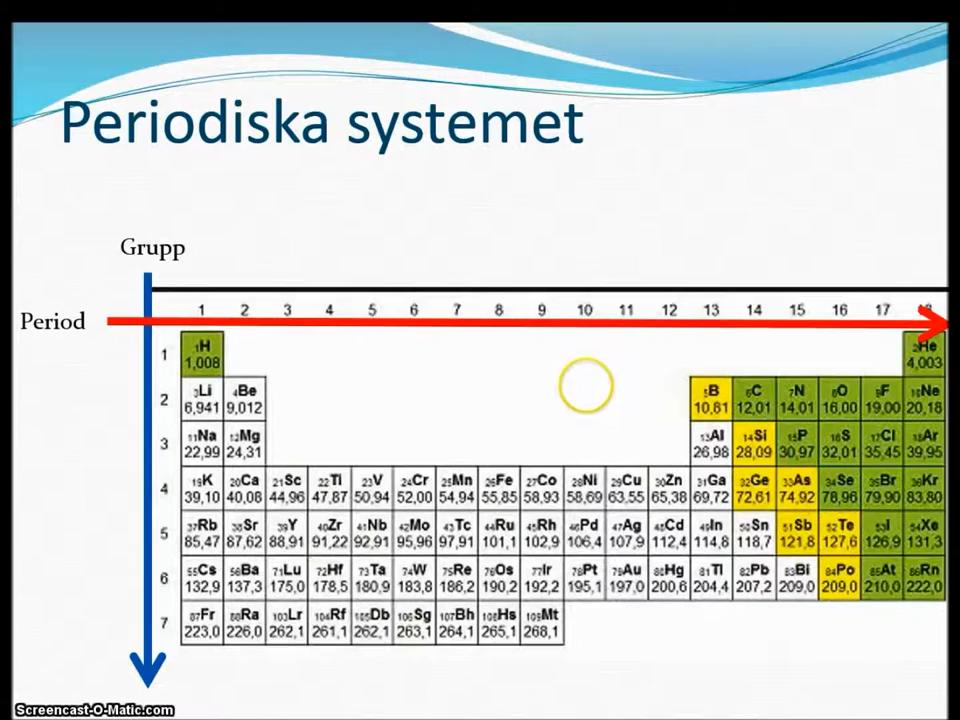 Periodiska systemet
Grupp
Period
1 2 3 4 5 6 7 8 9 10 11 12 13 14 15 16 17 18
1 1H 2He
1,008 4,003
2 3Li 4Be 5B 6C 7N 8O 9F 10Ne
6,941 9,012 10,81 12,01 14,01 16,00 19,00 20,18
3 11Na 12Mg 13Al 14Si 15P 16S 17Cl 18Ar
22,99 24,31 26,98 28,09 30,97 32,01 35,45 39,95
4 19K 20Ca 21Sc 22Ti 23V 24Cr 25Mn 26Fe 27Co 28Ni 29Cu 30Zn 31Ga 32Ge 33As 34Se 35Br 36Kr
39,10 40,08 44,96 47,87 50,94 52,00 54,94 55,85 58,93 58,69 63,55 65,38 69,72 72,61 74,92 78,96 79,90 83,80
5 37Rb 38Sr 39Y 40Zr 41Nb 42Mo 43Tc 44Ru 45Rh 46Pd 47Ag 48Cd 49In 50Sn 51Sb 52Te 53I 54Xe
85,47 87,62 88,91 91,22 92,91 95,96 97,91 101,1 102,9 106,4 107,9 112,4 114,8 118,7 121,8 127,6 126,9 131,3
6 55Cs 56Ba 71Lu 72Hf 73Ta 74W 75Re 76Os 77Ir 78Pt 79Au 80Hg 81Tl 82Pb 83Bi 84Po 85At 86Rn
132,9 137,3 175,0 178,5 180,9 183,8 186,2 190,2 192,2 195,1 197,0 200,6 204,4 207,2 209,0 209,0 210,0 222,0
7 87Fr 88Ra 103Lr 104Rf 105Db 106Sg 107Bh 108Hs 109Mt
223,0 226,0 262,1 261,1 262,1 263,1 264,1 265,1 268,1
Screencast-O-Matic.com